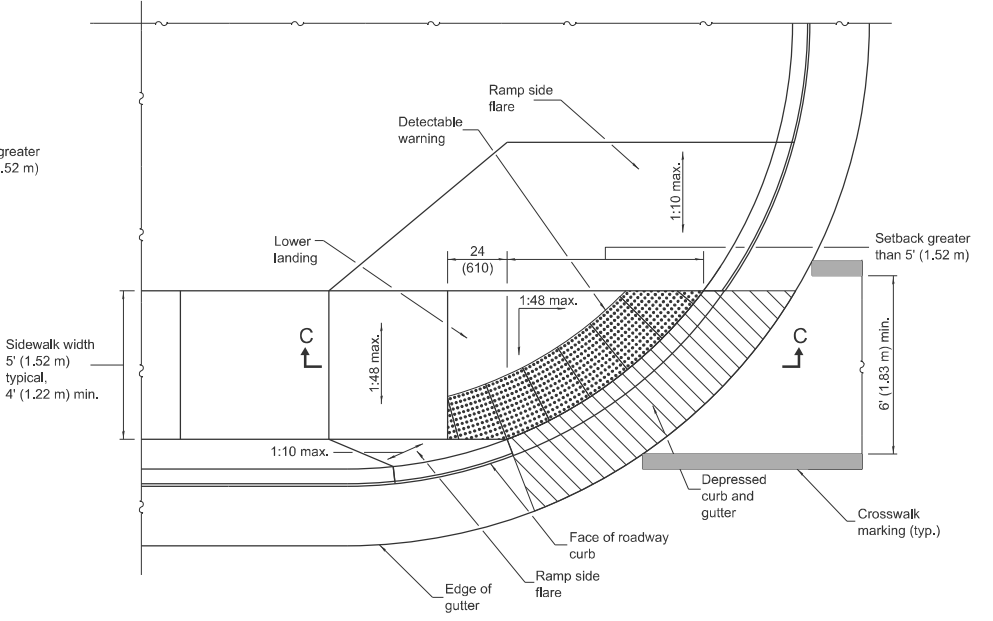 Ramp side
flare
Detectable
warning
greater
1.52 m)
1:10 max.
Lower
landing
24
(610)
Setback greater
than 5' (1.52 m)
1:48 max.
C
C
Sidewalk width
5' (1.52 m)
typical,
4' (1.22 m) min.
1:48 max.
6' (1.83 m) min.
1:10 max.
Depressed
curb and
gutter
Crosswalk
marking (typ.)
Face of roadway
curb
Ramp side
flare
Edge of
gutter